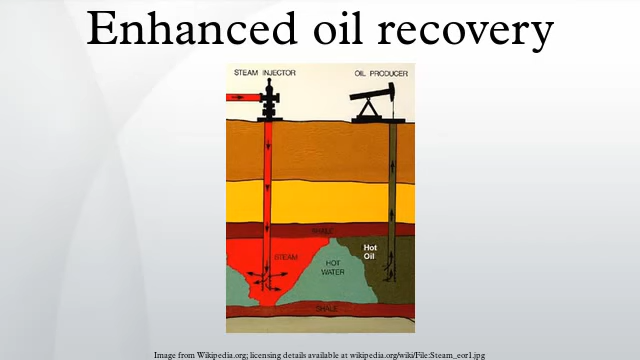 Enhanced oil recovery
STEAM INJECTOR
OIL PRODUCER
SHALE
Hot
Oil
STEAM
HOT
WATER
SHALE
Image from Wikipedia.org; licensing details available at wikipedia.org/wiki/File:Steam_eor1.jpg